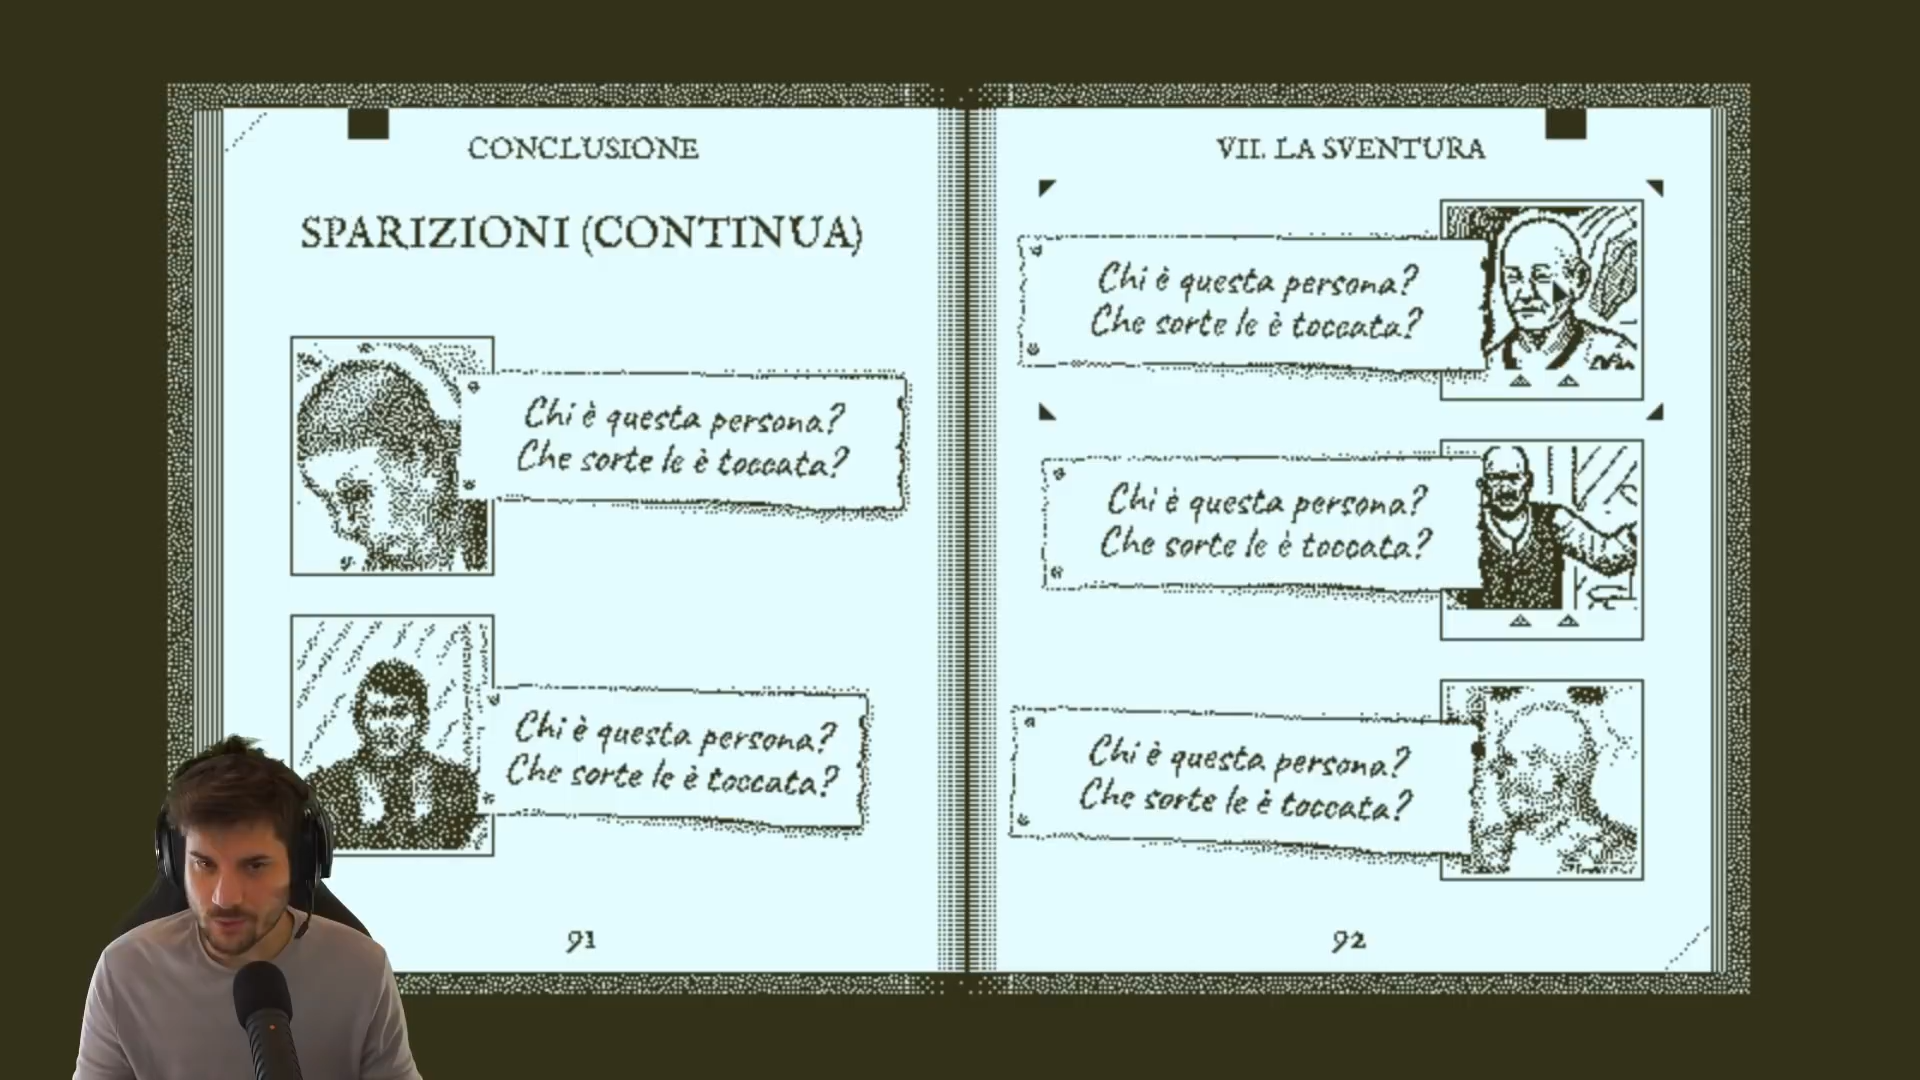 CONCLUSIONE
SPARIZIONI (CONTINUA)
Chi è questa persona?
Che sorte le è toccata?
Chi è questa persona?
Che sorte le è toccata?
91
VII. LA SVENTURA
Chi è questa persona?
Che sorte le è toccata?
Chi è questa persona?
Che sorte le è toccata?
Chi è questa persona?
Che sorte le è toccata?
92